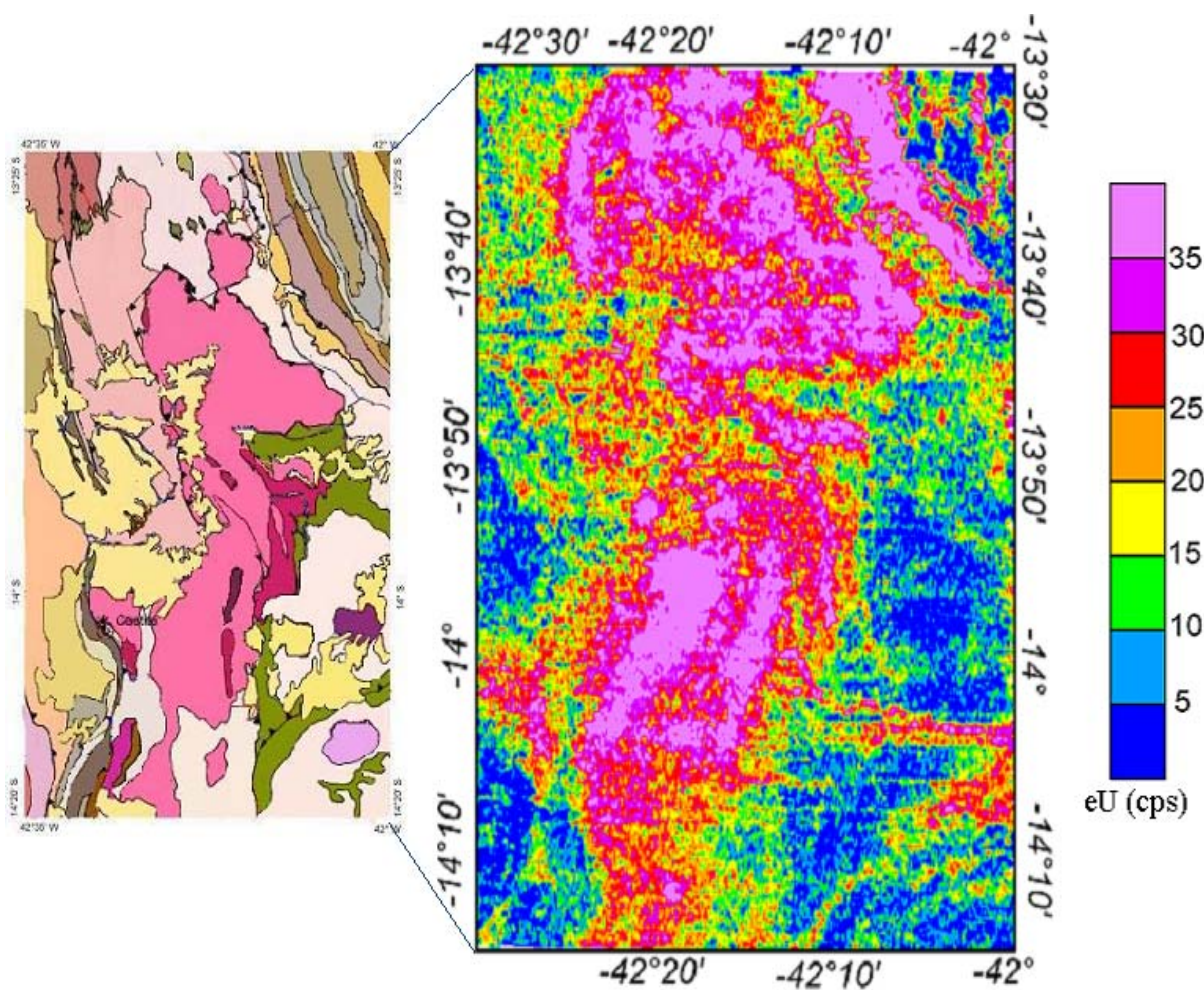 -42°30' -42°20' -42°10' -42°
-13°30'
42°35' W 42° W
13°25' S 13°25' S
-13°40' -13°40'
35
30
25
-13°50' -13°50'
20
15
14° S 14° S
10
Caetité
-14° -14°
5
eU (cps)
14°20' S 14°20' S
42°35' W
-14°10' -14°10'
-42°20' -42°10' -42°